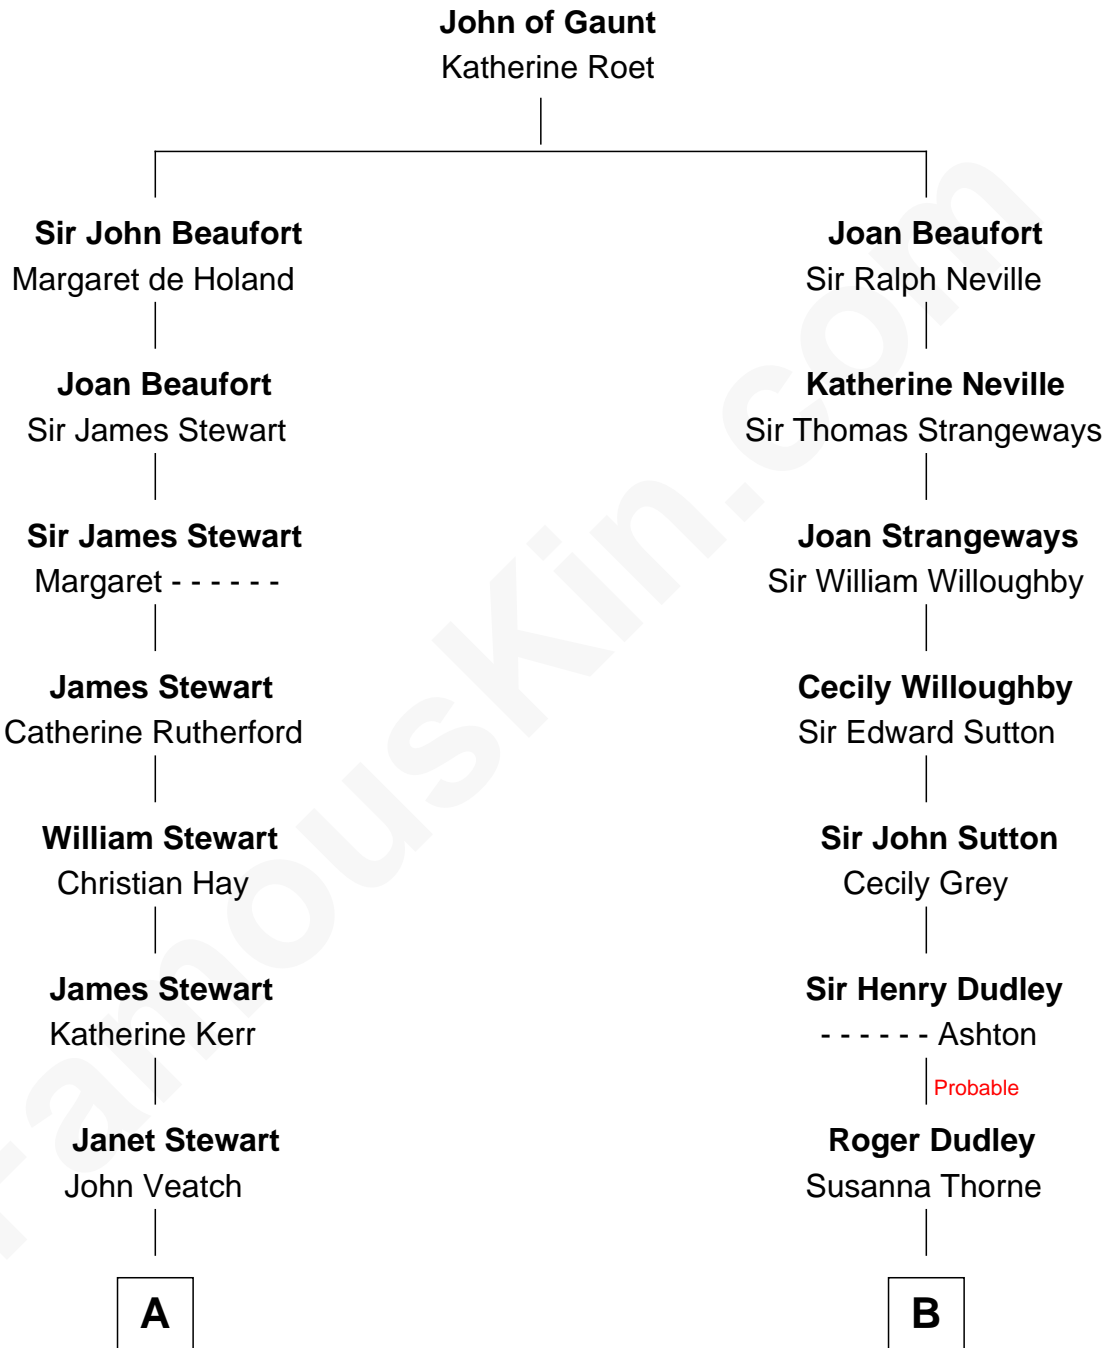 John of Gaunt
Katherine Roet
Sir John Beaufort
Margaret de Holand
Joan Beaufort
Sir James Stewart
Sir James Stewart
Margaret - - - - - -
James Stewart
Catherine Rutherford
William Stewart
Christian Hay
James Stewart
Katherine Kerr
Janet Stewart
John Veatch
A
Joan Beaufort
Sir Ralph Neville
Katherine Neville
Sir Thomas Strangeways
Joan Strangeways
Sir William Willoughby
Cecily Willoughby
Sir Edward Sutton
Sir John Sutton
Cecily Grey
Sir Henry Dudley
- - - - - - Ashton
Probable
Roger Dudley
Susanna Thorne
B
FamousKin.com